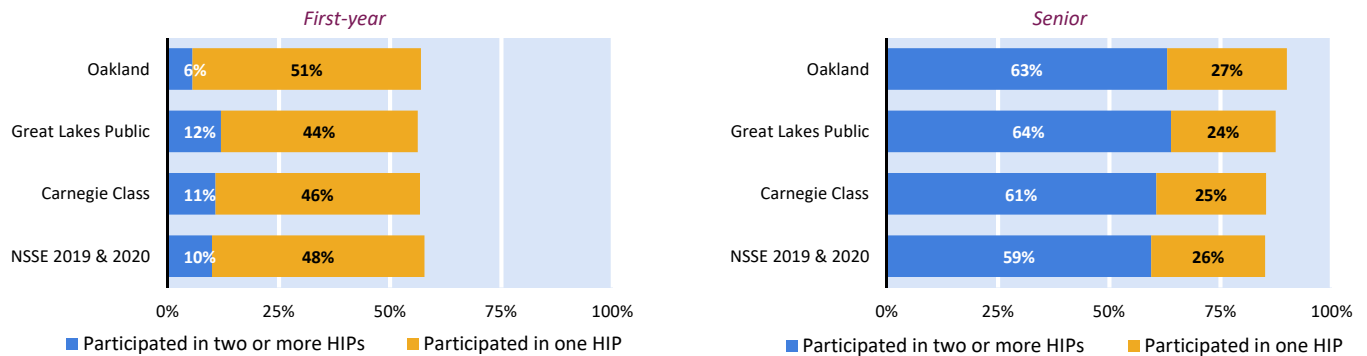 First-year
Oakland 6% 51%
Great Lakes Public 12% 44%
Carnegie Class 11% 46%
NSSE 2019 & 2020 10% 48%
0% 25% 50% 75% 100%
Participated in two or more HIPs Participated in one HIP
Senior
Oakland 63% 27%
Great Lakes Public 64% 24%
Carnegie Class 61% 25%
NSSE 2019 & 2020 59% 26%
0% 25% 50% 75% 100%
Participated in two or more HIPs Participated in one HIP